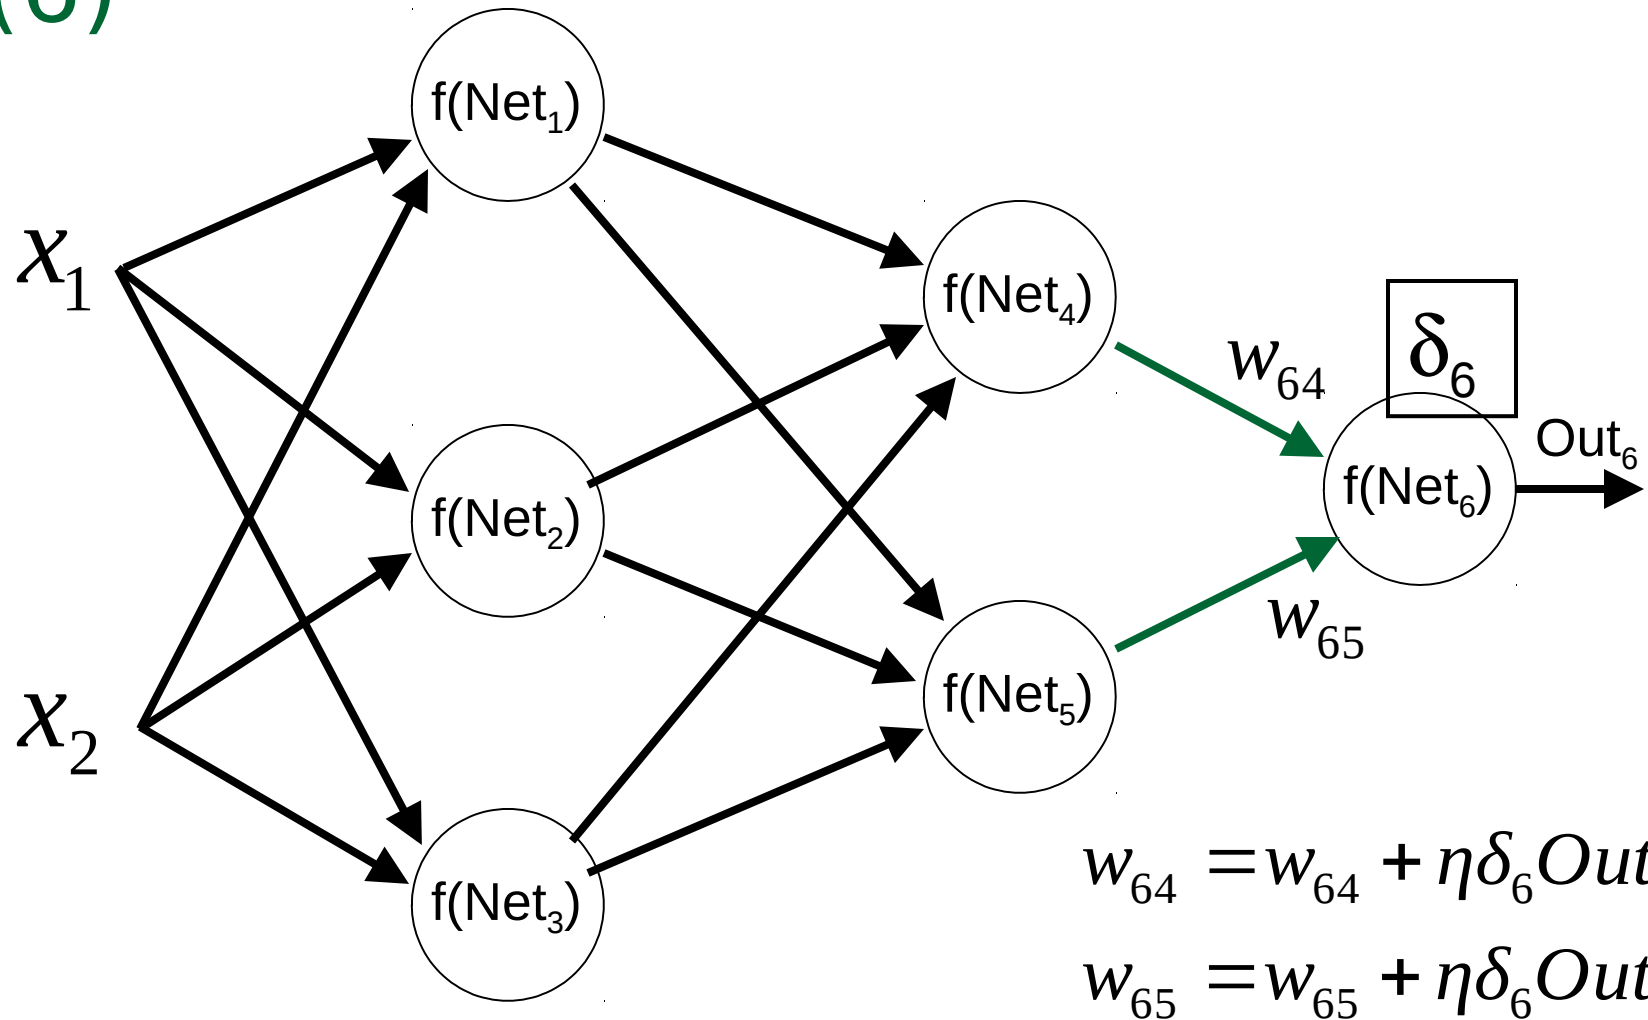 f(Net₁)
x₁
f(Net₄)
w₆₄
δ₆
Out₆
f(Net₂)
f(Net₆)
w₆₅
x₂
f(Net₅)
w₆₄ = w₆₄ + ηδ₆Out
f(Net₃)
w₆₅ = w₆₅ + ηδ₆Out